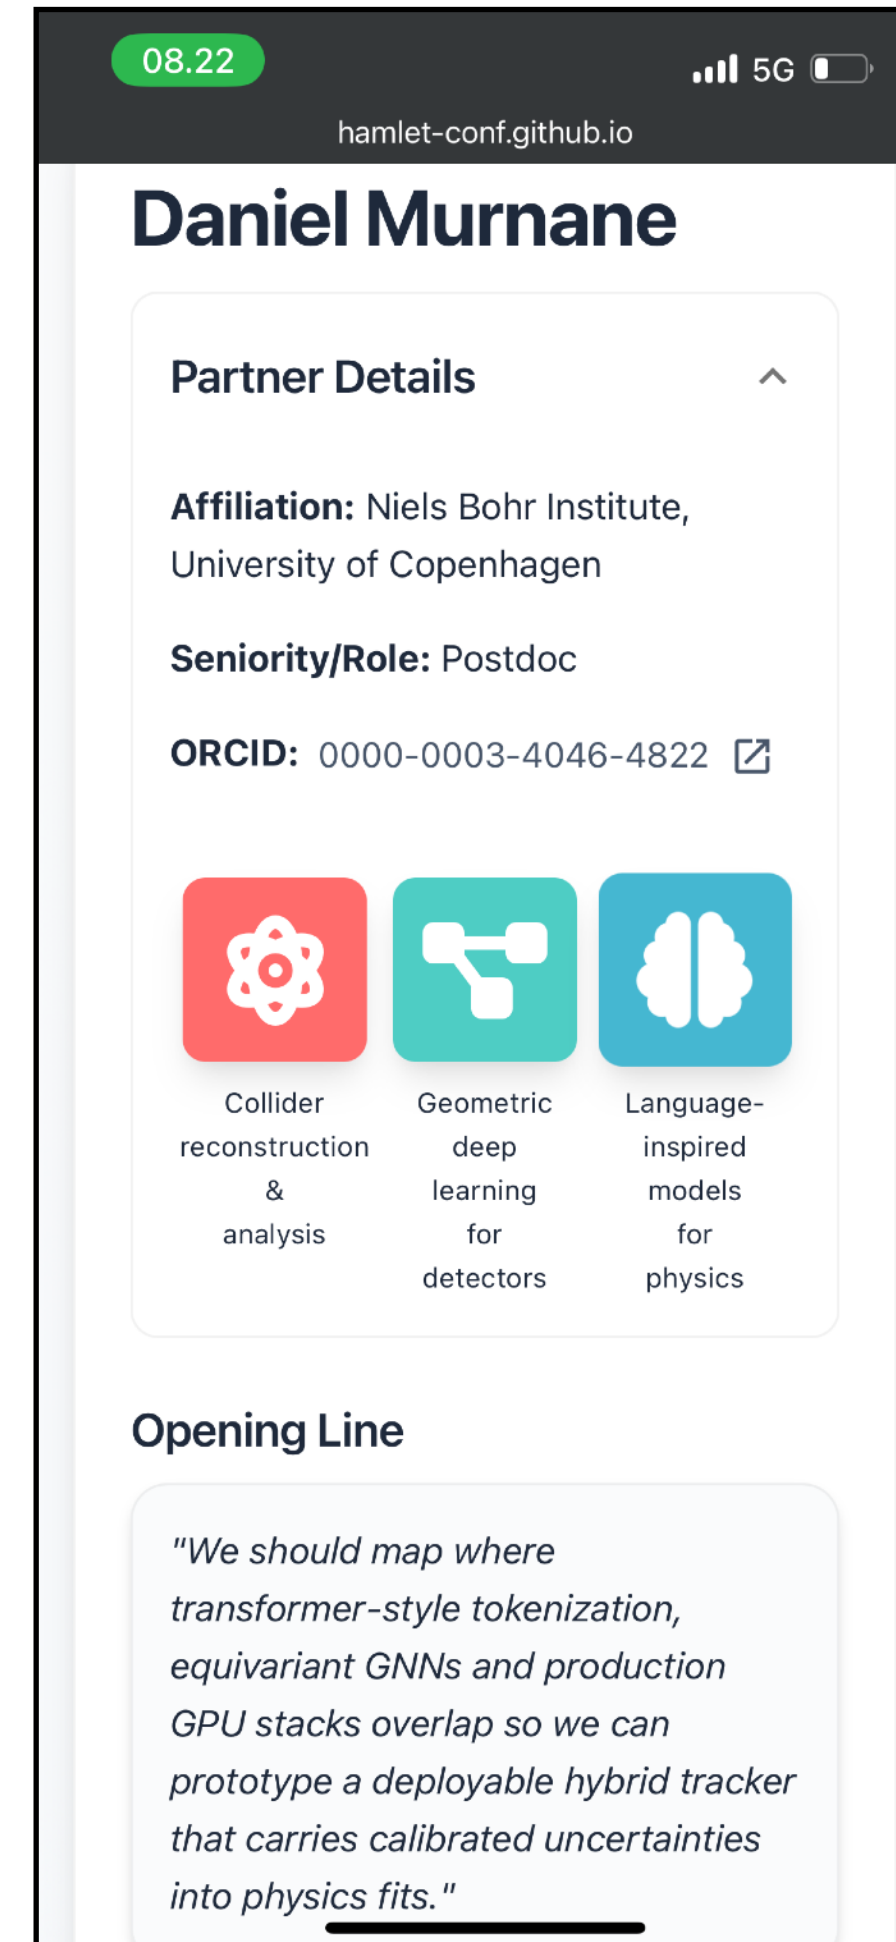 08.22
5G
hamlet-conf.github.io
Daniel Murnane
Partner Details
Affiliation: Niels Bohr Institute,
University of Copenhagen
Seniority/Role: Postdoc
ORCID: 0000-0003-4046-4822
Collider
reconstruction
&
analysis
Geometric
deep
learning
for
detectors
Language-
inspired
models
for
physics
Opening Line
"We should map where
transformer-style tokenization,
equivariant GNNs and production
GPU stacks overlap so we can
prototype a deployable hybrid tracker
that carries calibrated uncertainties
into physics fits."